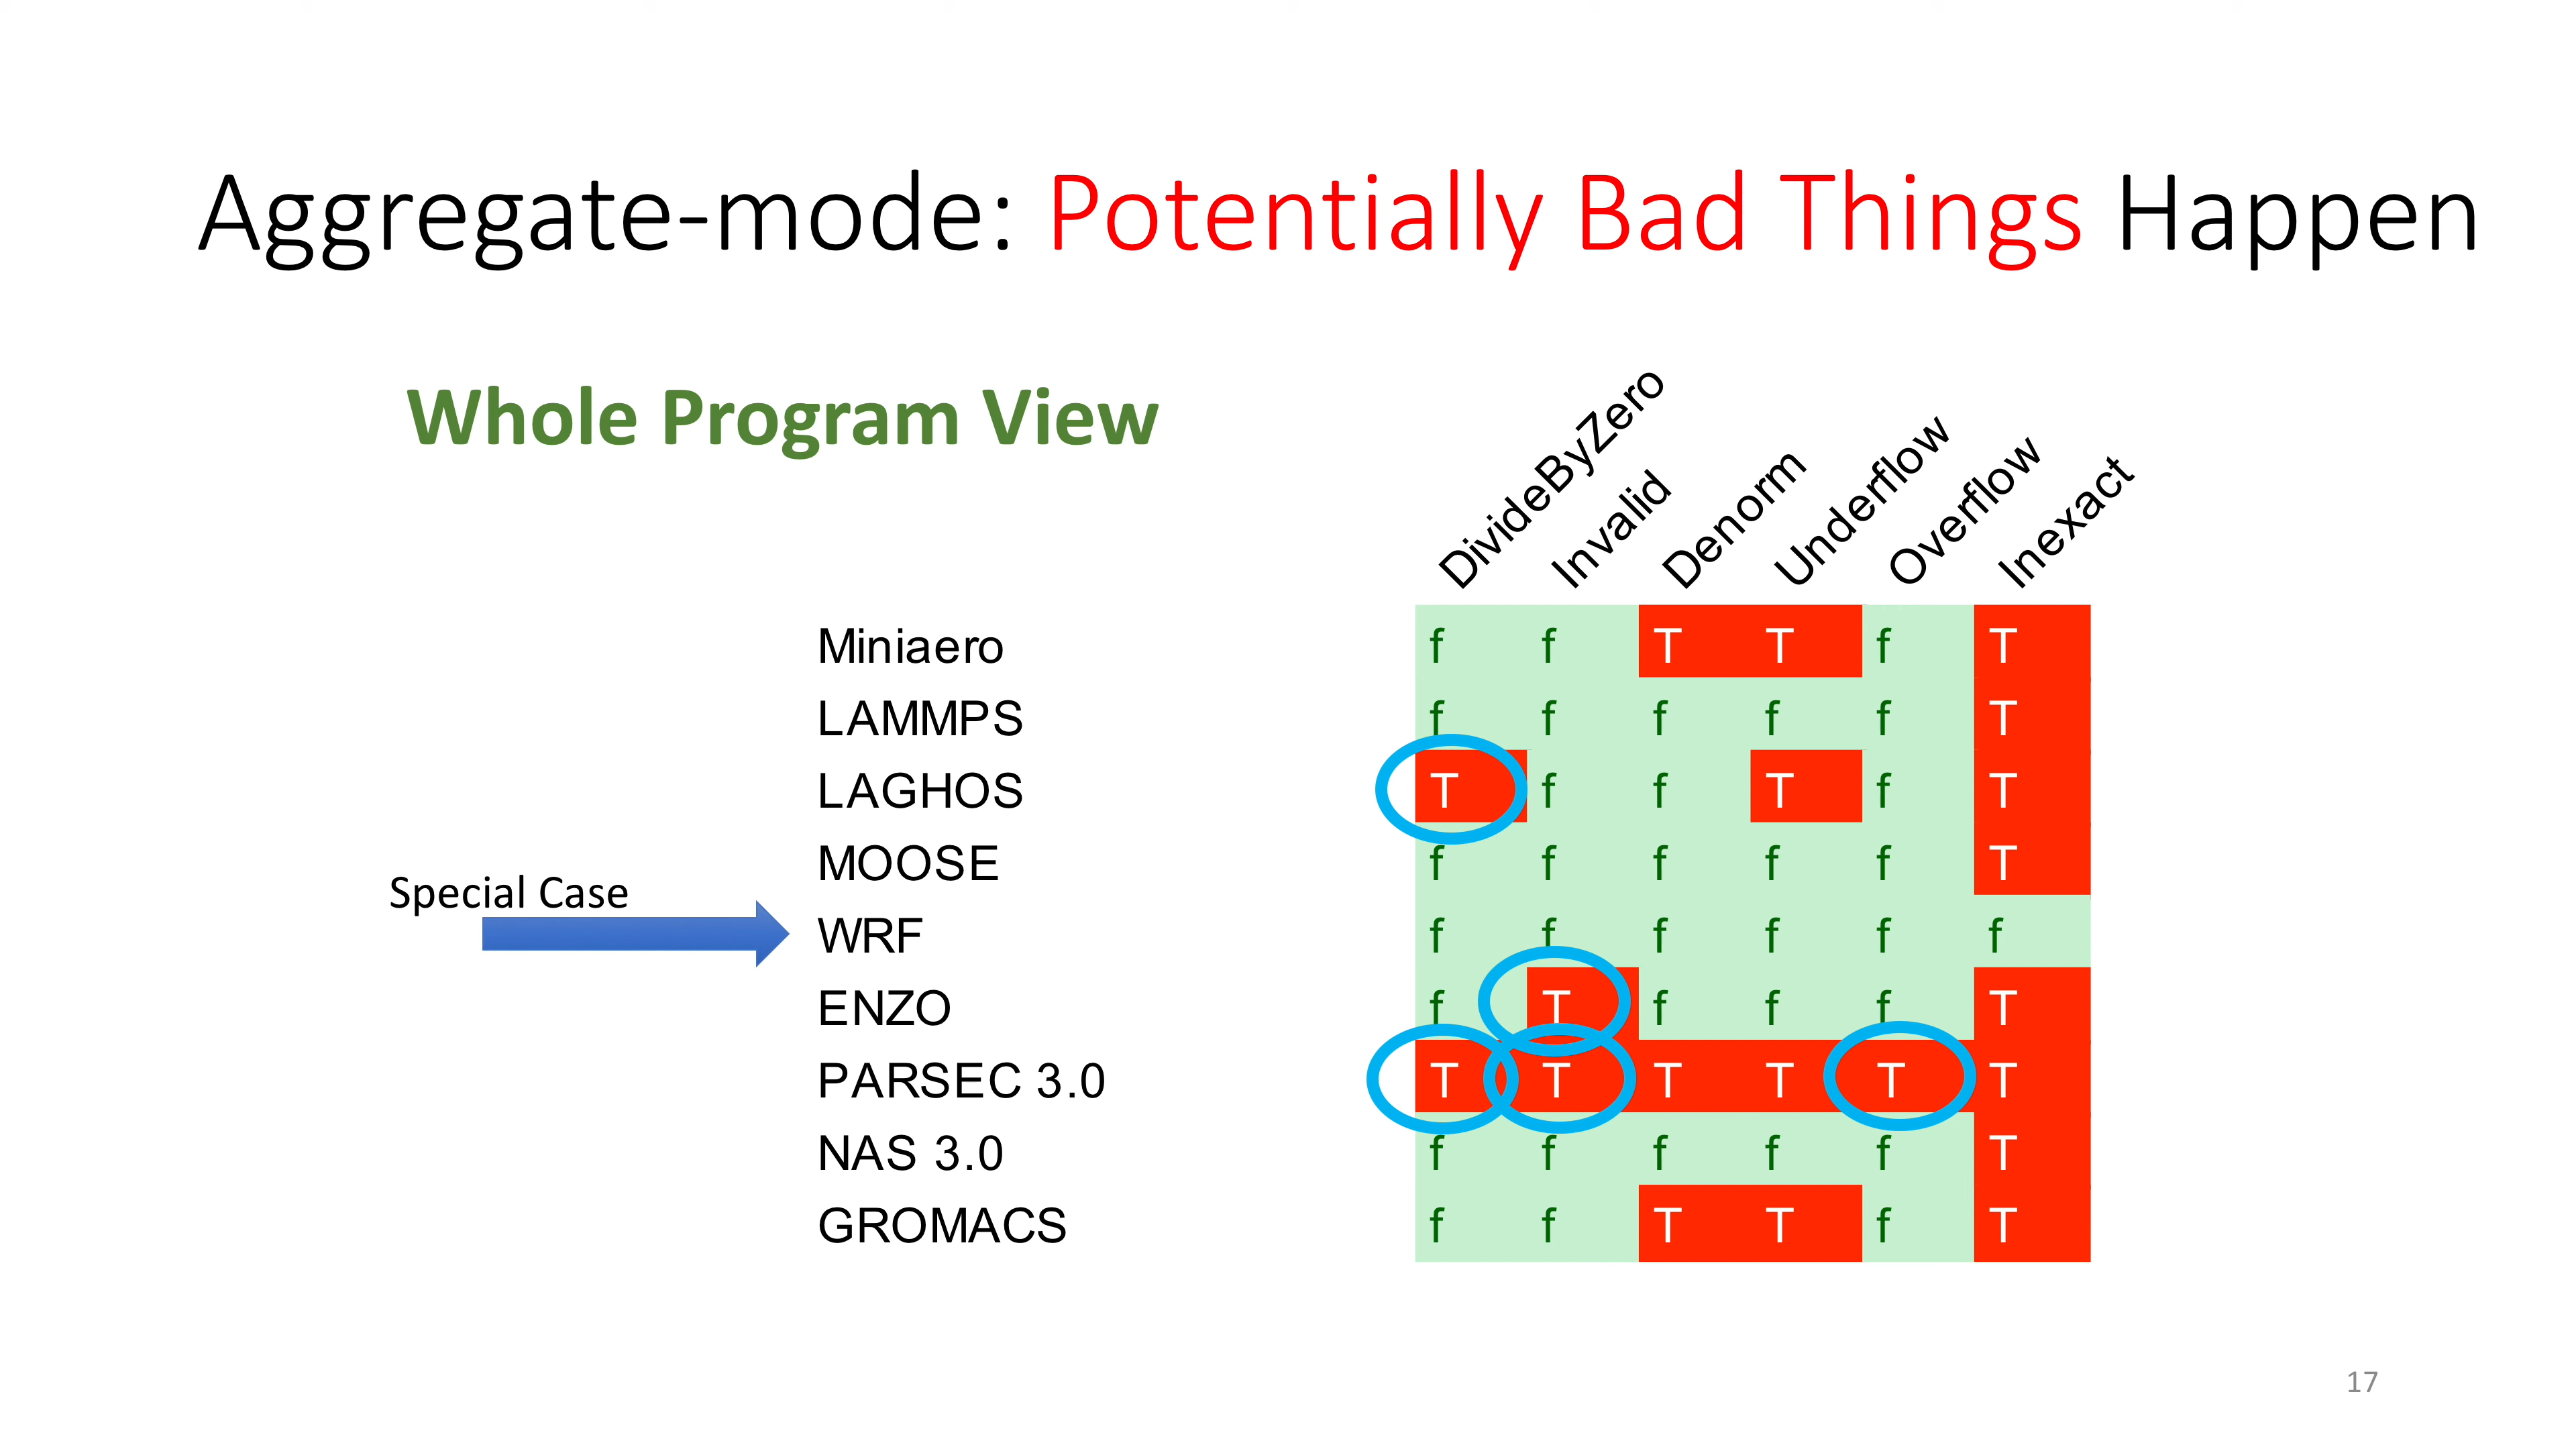 Aggregate-mode: Potentially Bad Things Happen
Whole Program View
DivideByZero Invalid Denorm Underflow Overflow Inexact
Miniaero f f T T f T
LAMMPS f f f f f T
LAGHOS T f f T f T
MOOSE f f f f f T
Special Case
WRF f f f f f f
ENZO f T f f f T
PARSEC 3.0 T T T T T T
NAS 3.0 f f f f f T
GROMACS f f T T f T
17